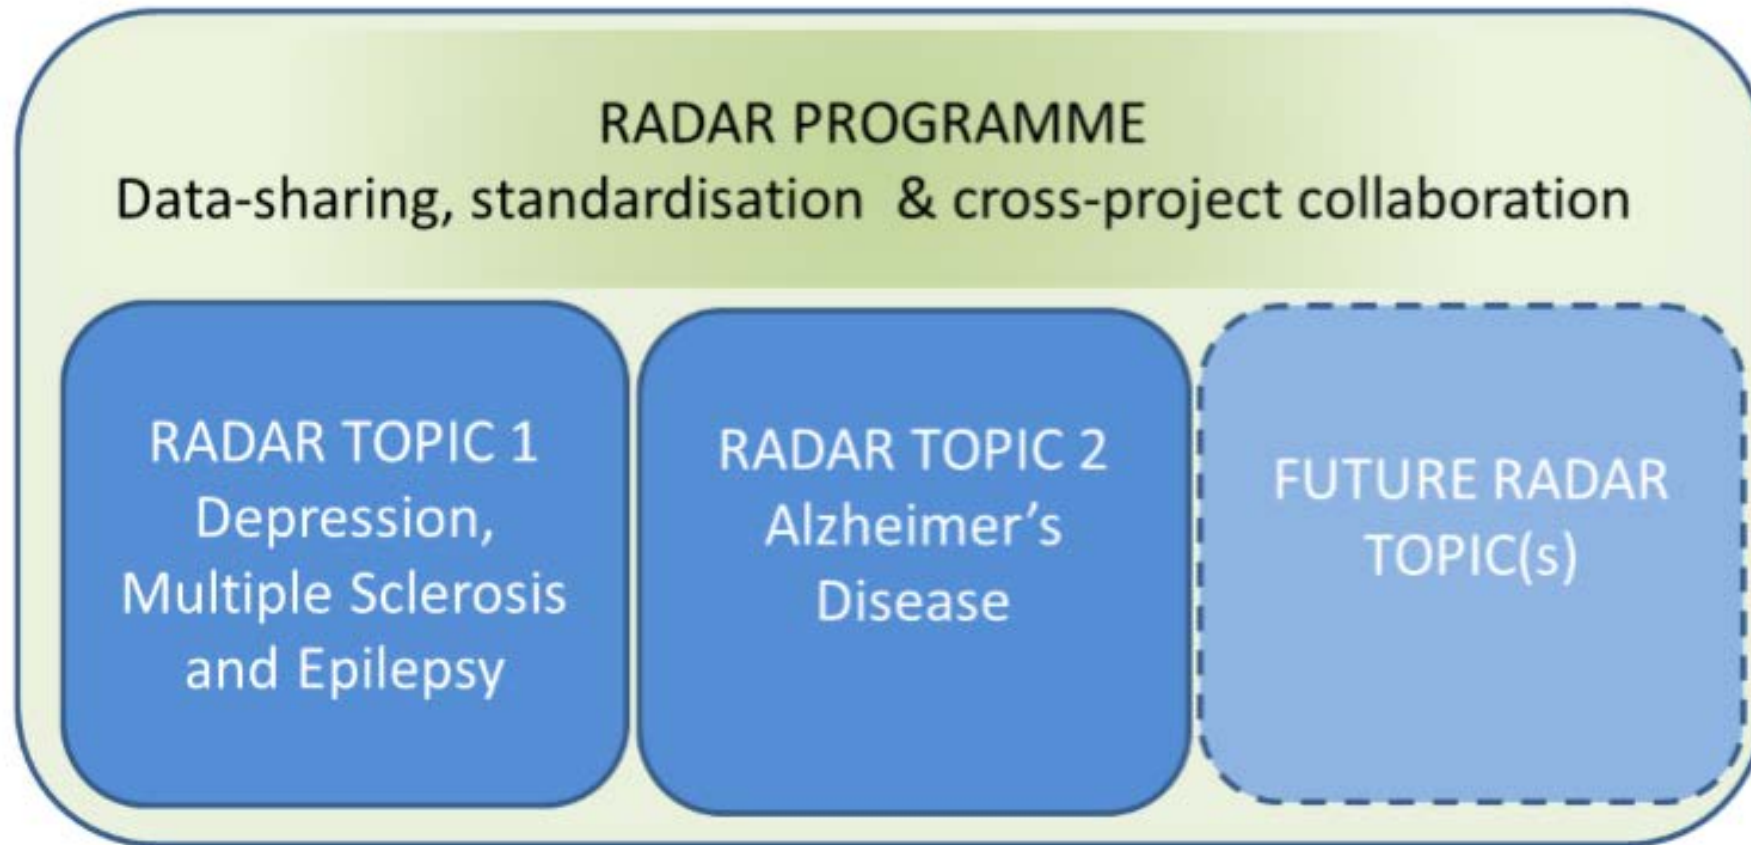 RADAR PROGRAMME
Data-sharing, standardisation & cross-project collaboration
RADAR TOPIC 1
Depression,
Multiple Sclerosis
and Epilepsy
RADAR TOPIC 2
Alzheimer’s
Disease
FUTURE RADAR
TOPIC(s)